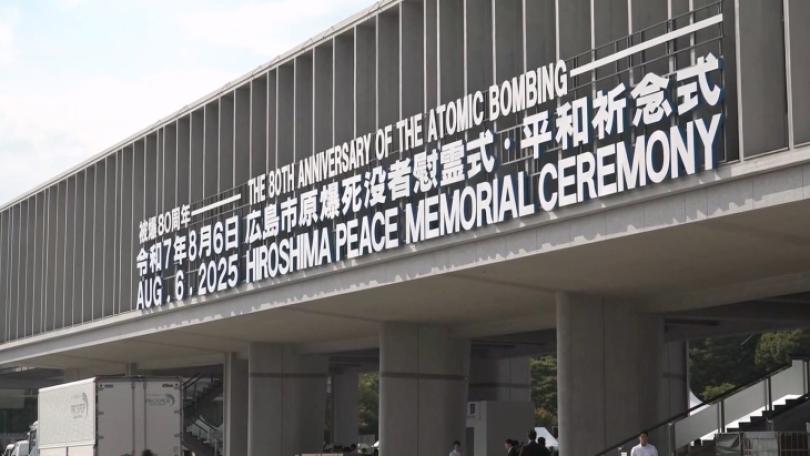 被爆80周年 THE 80TH ANNIVERSARY OF THE ATOMIC BOMBING
令和7年8月6日 広島市原爆死没者慰霊式・平和祈念式
AUG.6.2025 HIROSHIMA PEACE MEMORIAL CEREMONY